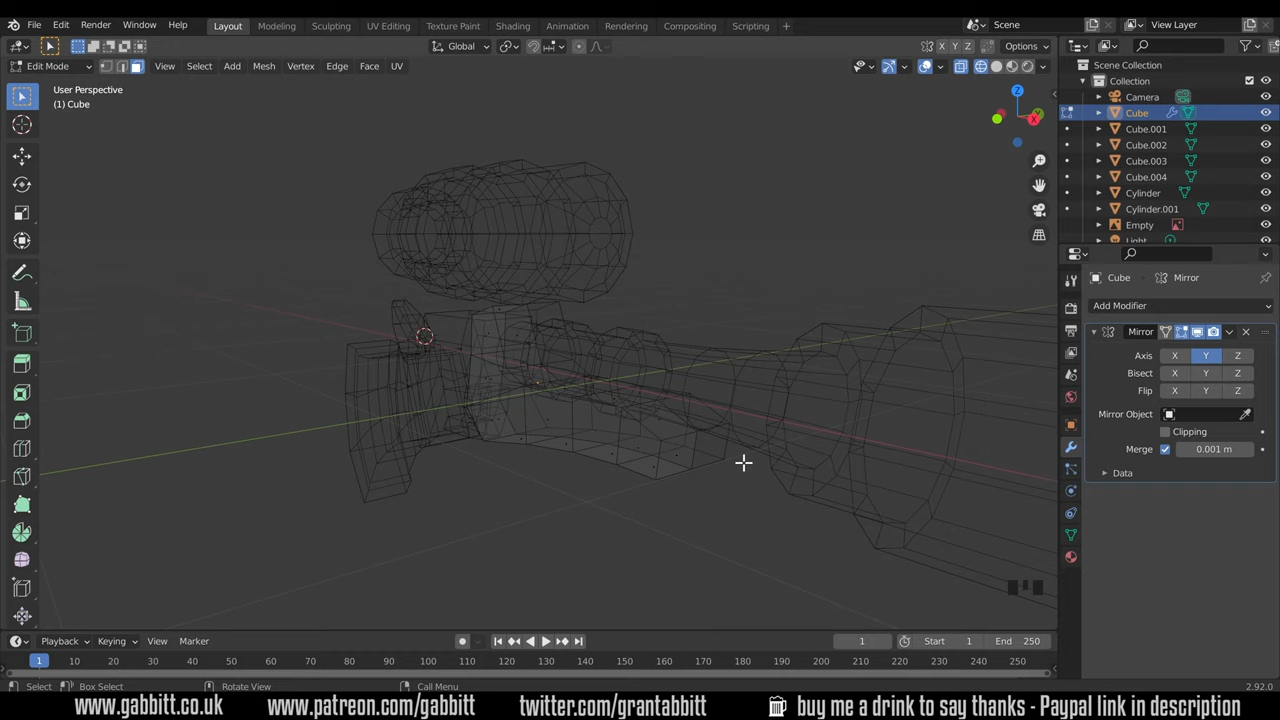 File Edit Render Window Help Layout Modeling Sculpting UV Editing Texture Paint Shading Animation Rendering Compositing Scripting + Scene View Layer
Global X Y Z Options
Edit Mode View Select Add Mesh Vertex Edge Face UV
Scene Collection
Collection
Camera
Cube
Cube.001
Cube.002
Cube.003
Cube.004
Cylinder
Cylinder.001
Empty
Light
User Perspective
(1) Cube
Z
X
Cube Mirror
Add Modifier
Mirror
Axis X Y Z
Bisect X Y Z
Flip X Y Z
Mirror Object
Clipping
Merge 0.001 m
Data
Playback Keying View Marker 1 Start 1 End 250
1 10 20 30 40 50 60 70 80 90 100 110 120 130 140 150 160 170 180 190 200 210 220 230 240 250
Select Box Select Rotate View Call Menu 2.92.0
www.gabbitt.co.uk www.patreon.com/gabbitt twitter.com/grantabbitt buy me a drink to say thanks - Paypal link in description